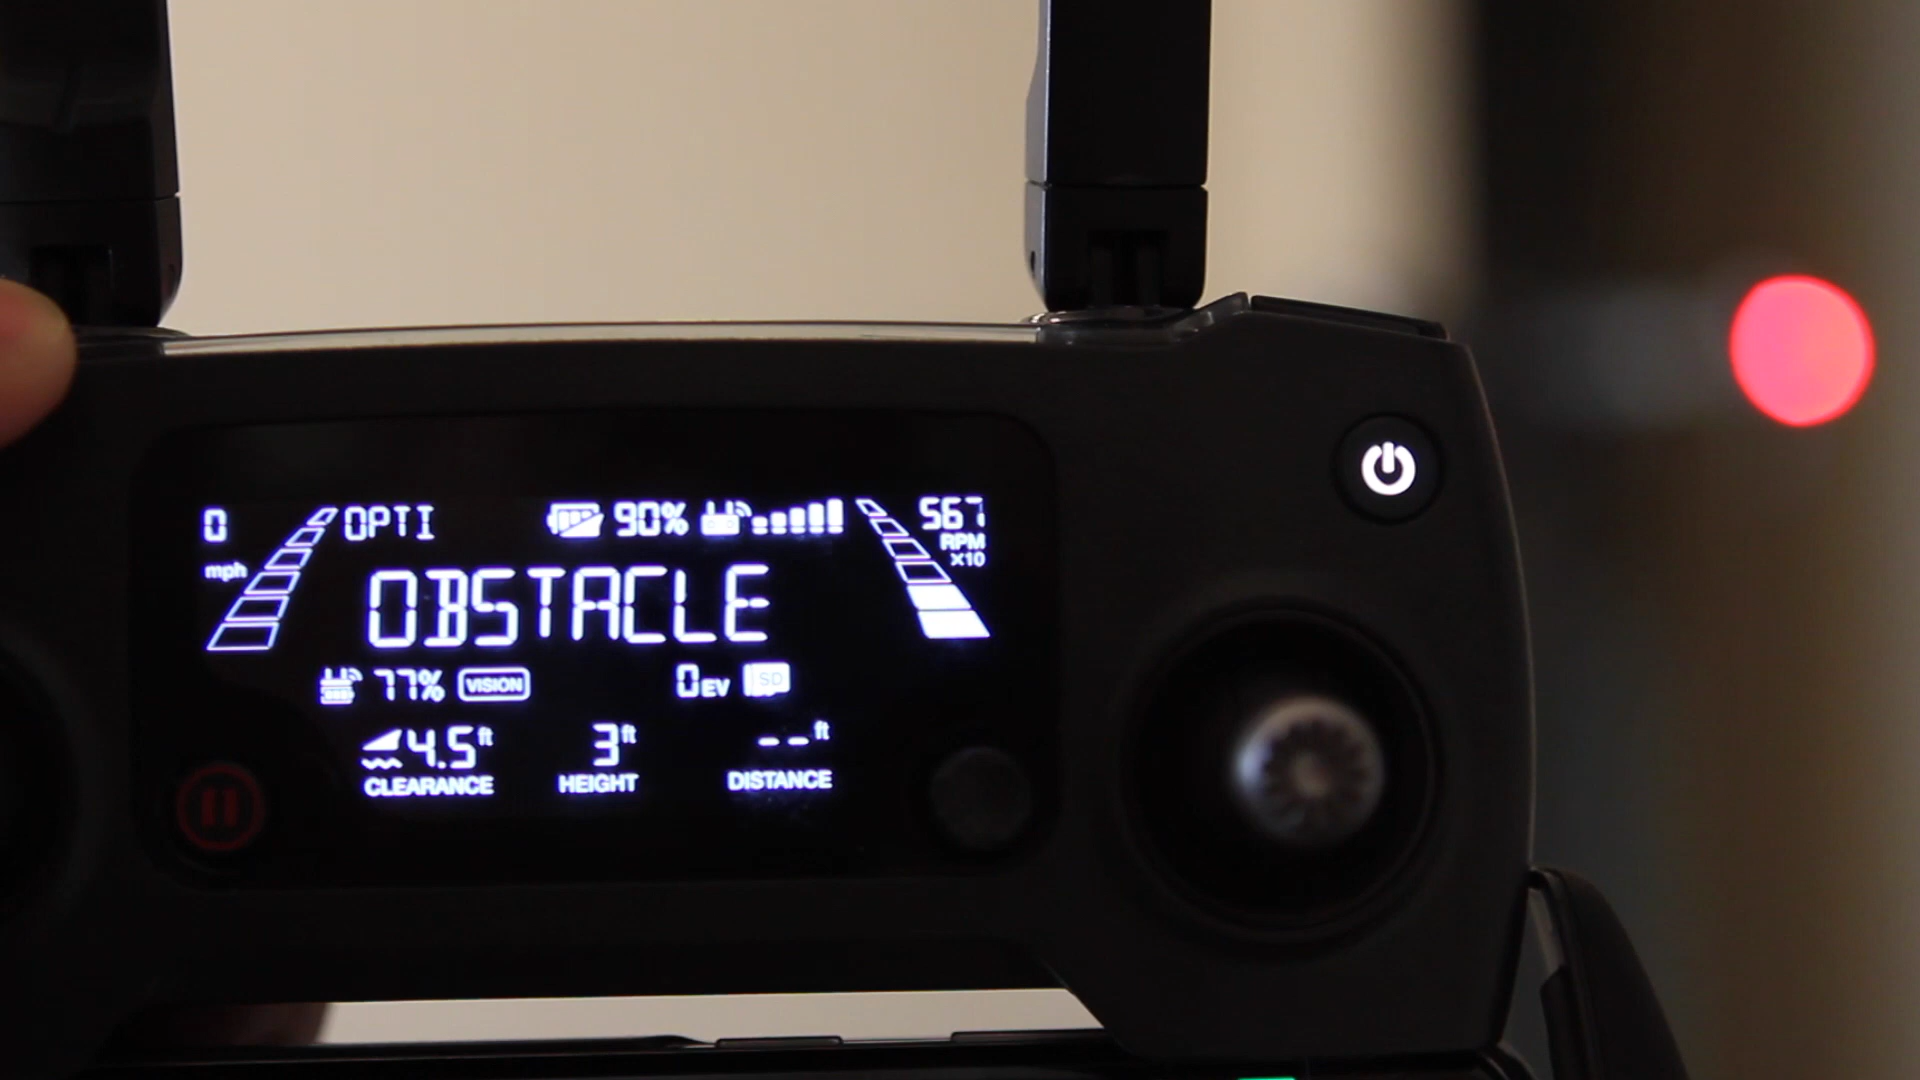 0 OPTI 90% 567
mph RPM
X10
OBSTACLE
77% VISION 0EV SD
4.5ft 3ft --ft
CLEARANCE HEIGHT DISTANCE